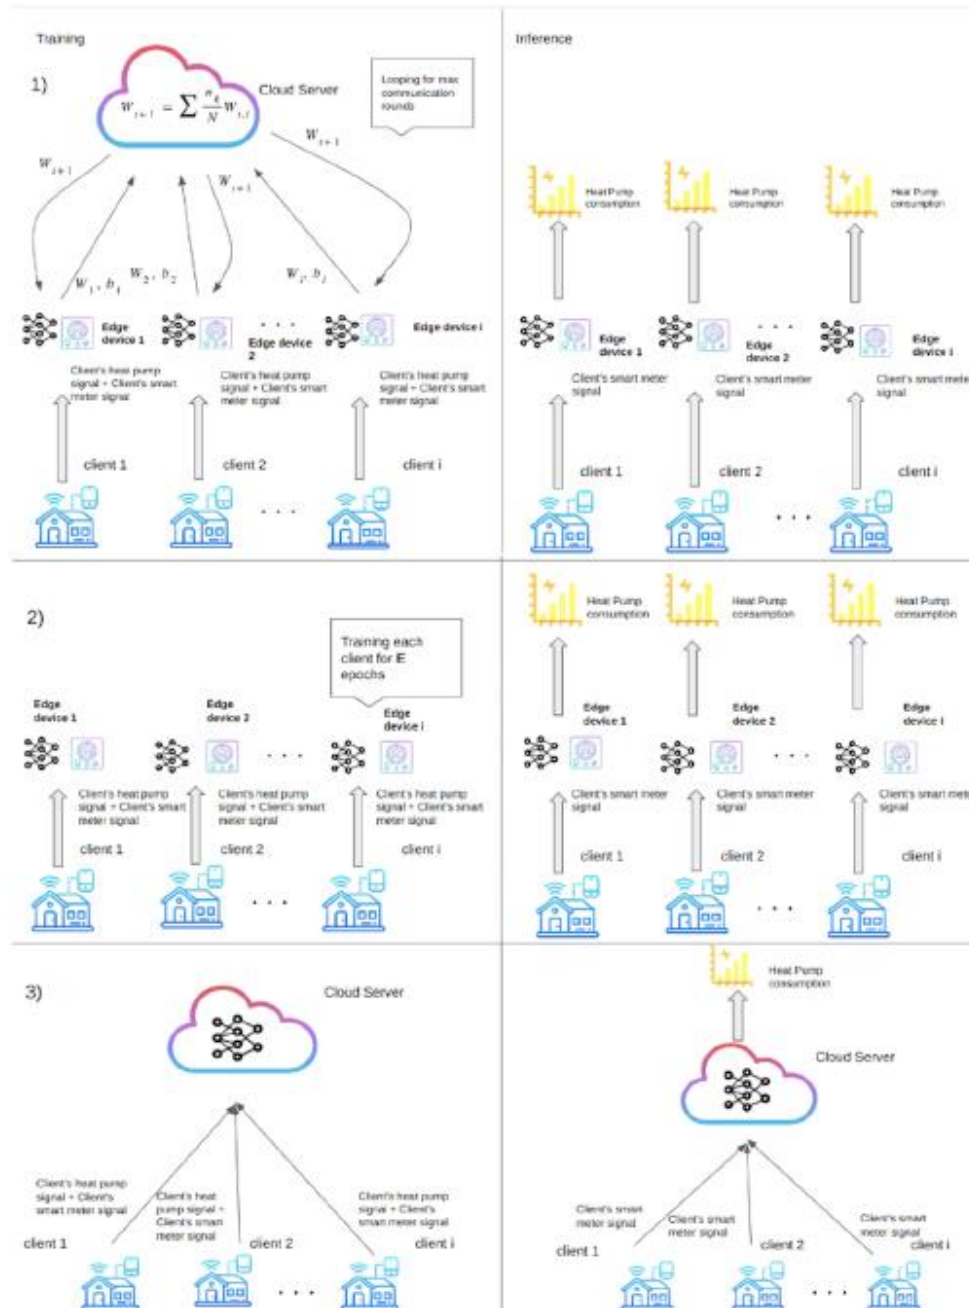 Training
Inference
1)
Cloud Server
Looping for max
communication
rounds
W_{t+1} = ∑ n_k/N W_{t,i}
W_{t+1}
W_{t+1}
W_{t+1}
W_1, b_1
W_2, b_2
W_i, b_i
Edge
device 1
Edge device
2
Edge device i
. . .
Client's heat pump
signal + Client's smart
meter signal
Client's heat pump
signal + Client's smart
meter signal
Client's heat pump
signal + Client's smart
meter signal
client 1
client 2
client i
. . .
Heat Pump
consumption
Heat Pump
consumption
Heat Pump
consumption
Edge
device 1
Edge
device 2
. . .
Edge
device i
Client's smart meter
signal
Client's smart meter
signal
Client's smart meter
signal
client 1
client 2
client i
. . .
2)
Training each
client for E
epochs
Edge
device 1
Edge
device 2
Edge
device i
. . .
Client's heat pump
signal + Client's smart
meter signal
Client's heat pump
signal + Client's smart
meter signal
Client's heat pump
signal + Client's smart
meter signal
client 1
client 2
client i
. . .
Heat Pump
consumption
Heat Pump
consumption
Heat Pump
consumption
Edge
device 1
Edge
device 2
Edge
device i
. . .
Client's smart meter
signal
Client's smart meter
signal
Client's smart meter
signal
client 1
client 2
client i
. . .
3)
Cloud Server
Client's heat pump
signal + Client's
smart meter signal
Client's heat
pump signal +
Client's smart
meter signal
Client's heat pump
signal + Client's
smart meter signal
client 1
client 2
client i
. . .
Heat Pump
consumption
Cloud Server
Client's smart
meter signal
Client's smart
meter signal
Client's smart
meter signal
client 1
client 2
client i
. . .